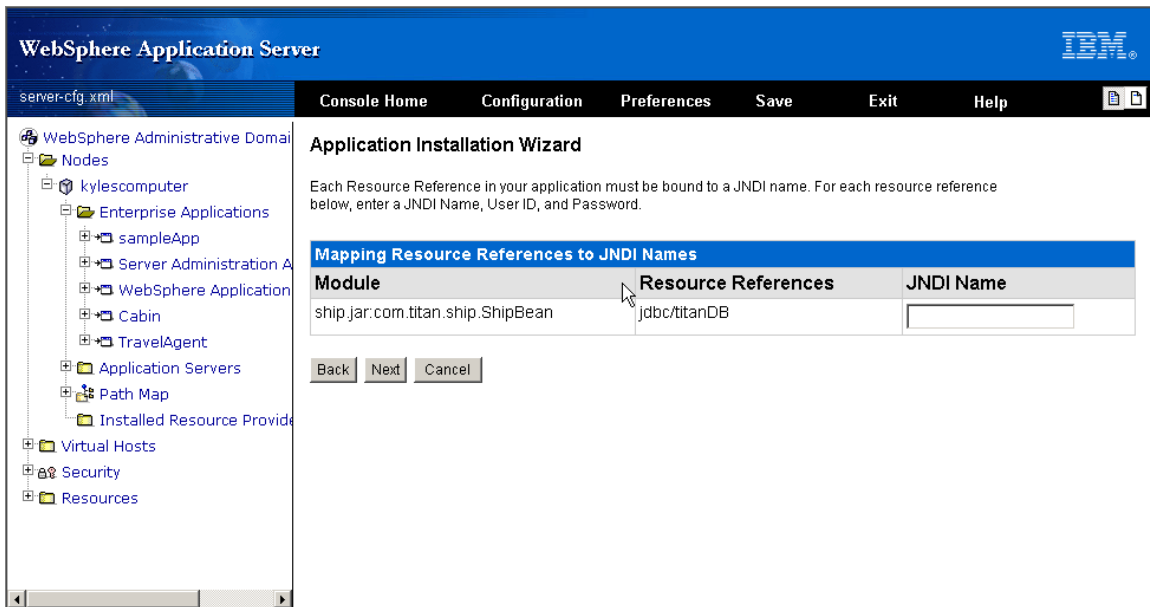 WebSphere Application Server
IBM®
server-cfg.xml
Console Home Configuration Preferences Save Exit Help
WebSphere Administrative Domai
Nodes
kylescomputer
Enterprise Applications
sampleApp
Server Administration A
WebSphere Application
Cabin
TravelAgent
Application Servers
Path Map
Installed Resource Provide
Virtual Hosts
Security
Resources
Application Installation Wizard
Each Resource Reference in your application must be bound to a JNDI name. For each resource reference
below, enter a JNDI Name, User ID, and Password.
Mapping Resource References to JNDI Names
Module Resource References JNDI Name
ship.jar:com.titan.ship.ShipBean jdbc/titanDB
Back Next Cancel